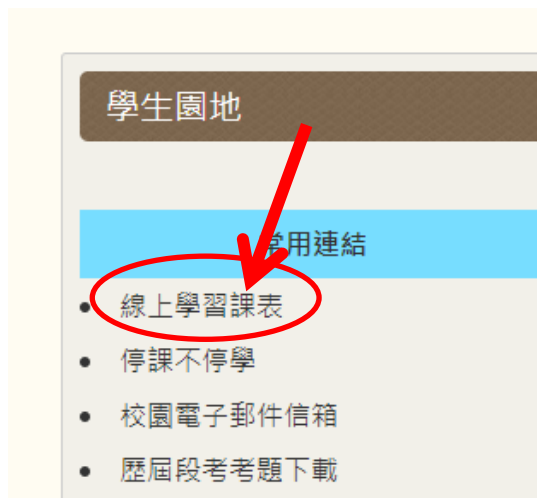 學生園地
常用連結
線上學習課表
停課不停學
校園電子郵件信箱
歷屆段考考題下載